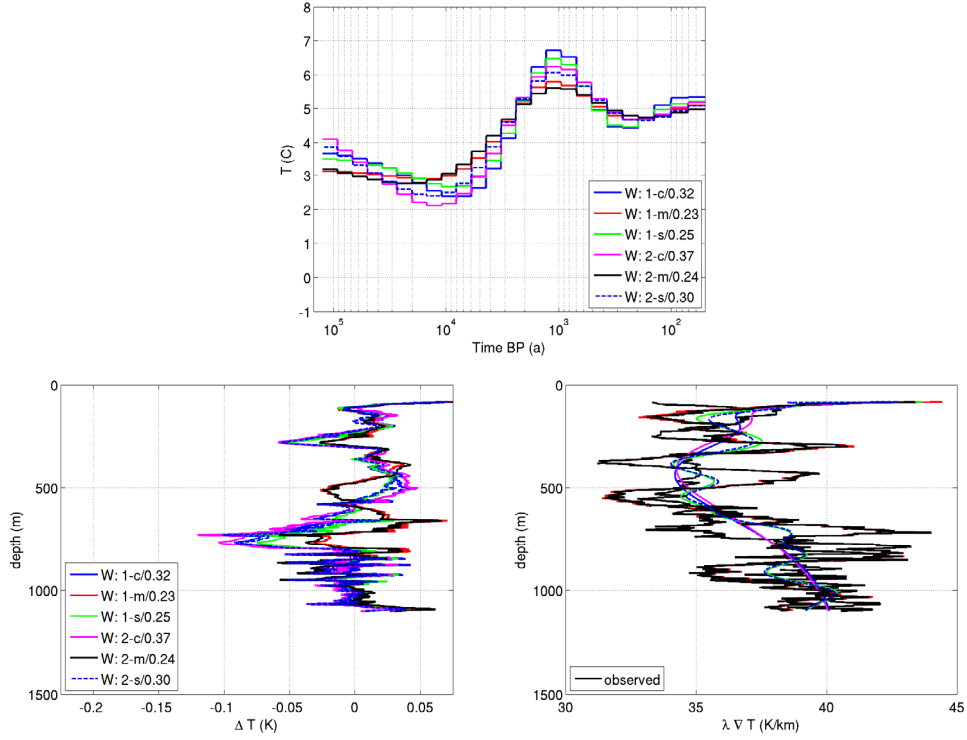 8
7
6
5
4
3
2
1
0
-1
T (C)
10^5
10^4
10^3
10^2
Time BP (a)
W: 1-c/0.32
W: 1-m/0.23
W: 1-s/0.25
W: 2-c/0.37
W: 2-m/0.24
W: 2-s/0.30
0
500
1000
1500
depth (m)
-0.2
-0.15
-0.1
-0.05
0
0.05
Δ T (K)
W: 1-c/0.32
W: 1-m/0.23
W: 1-s/0.25
W: 2-c/0.37
W: 2-m/0.24
W: 2-s/0.30
0
500
1000
1500
depth (m)
30
35
40
45
λ ∇ T (K/km)
observed